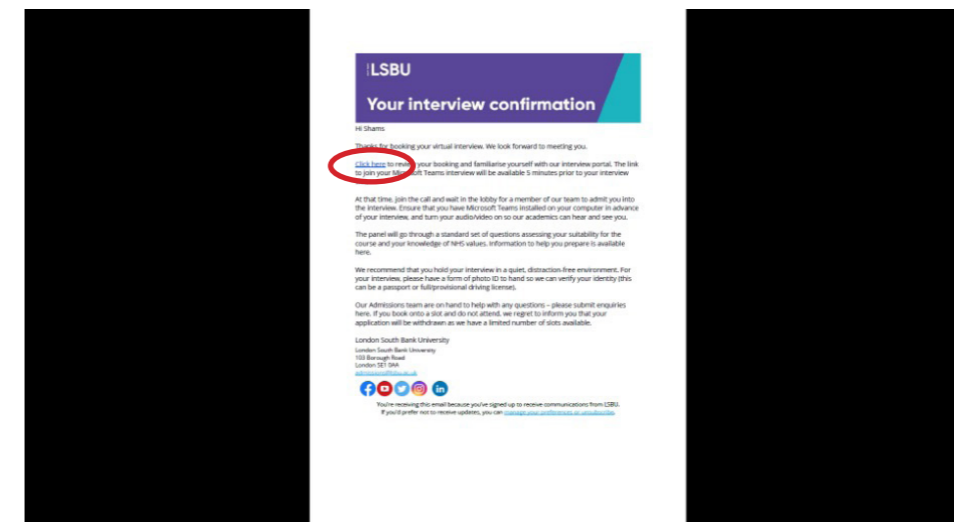 LSBU
Your interview confirmation
Hi Shams
Thanks for booking your virtual interview. We look forward to meeting you.
Click here to review your booking and familiarise yourself with our interview portal. The link
to join your Microsoft Teams interview will be available 5 minutes prior to your interview
At that time, join the call and wait in the lobby for a member of our team to admit you into
the interview. Ensure that you have Microsoft Teams installed on your computer in advance
of your interview, and turn your audio/video on so our academics can hear and see you.
The panel will go through a standard set of questions assessing your suitability for the
course and your knowledge of NHS values. Information to help you prepare is available
here.
We recommend that you hold your interview in a quiet, distraction-free environment. For
your interview, please have a form of photo ID to hand so we can verify your identity (this
can be a passport or full/provisional driving license).
Our Admissions team are on hand to help with any questions – please submit enquiries
here. If you book onto a slot and do not attend, we regret to inform you that your
application will be withdrawn as we have a limited number of slots available.
London South Bank University
London South Bank University
103 Borough Road
London SE1 0AA
You're receiving this email because you've signed up to receive communications from LSBU.
If you'd prefer not to receive updates, you can manage your preferences or unsubscribe.